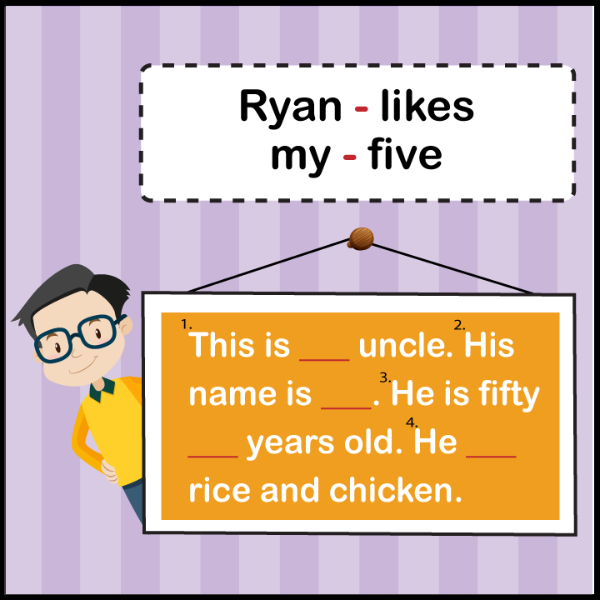 Ryan - likes
my - five
1. This is ___ uncle. 2. His
name is ___. 3. He is fifty
___ years old. 4. He ___
rice and chicken.